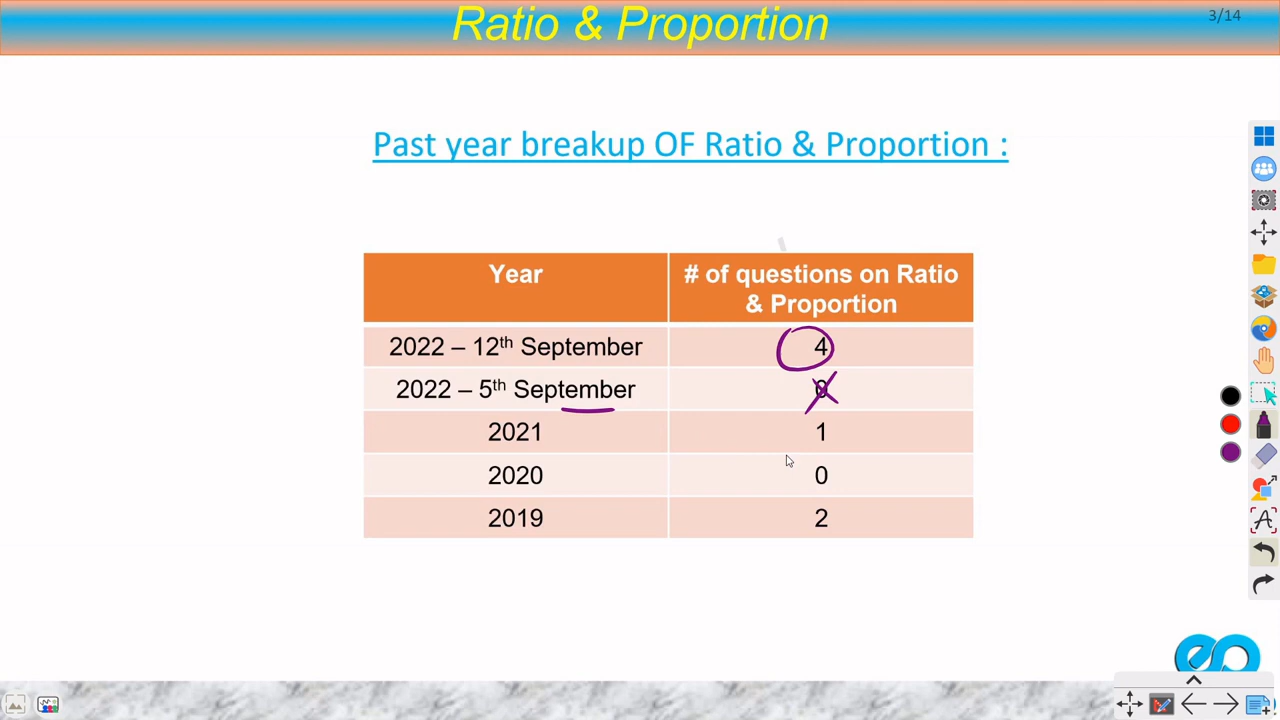 Ratio & Proportion
3/14
Past year breakup OF Ratio & Proportion :
Year
# of questions on Ratio
& Proportion
2022 – 12th September
4
2022 – 5th September
0
2021
1
2020
0
2019
2